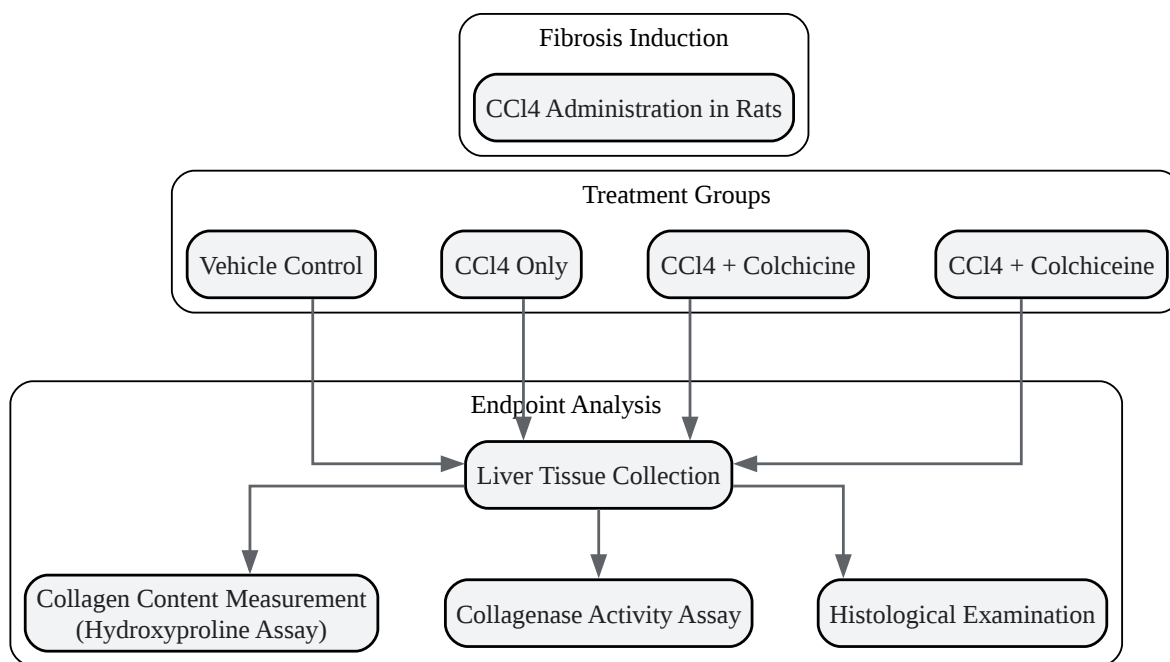 Fibrosis Induction
CCl4 Administration in Rats
Treatment Groups
Vehicle Control
CCl4 Only
CCl4 + Colchicine
CCl4 + Colchiceine
Endpoint Analysis
Liver Tissue Collection
Collagen Content Measurement
(Hydroxyproline Assay)
Collagenase Activity Assay
Histological Examination